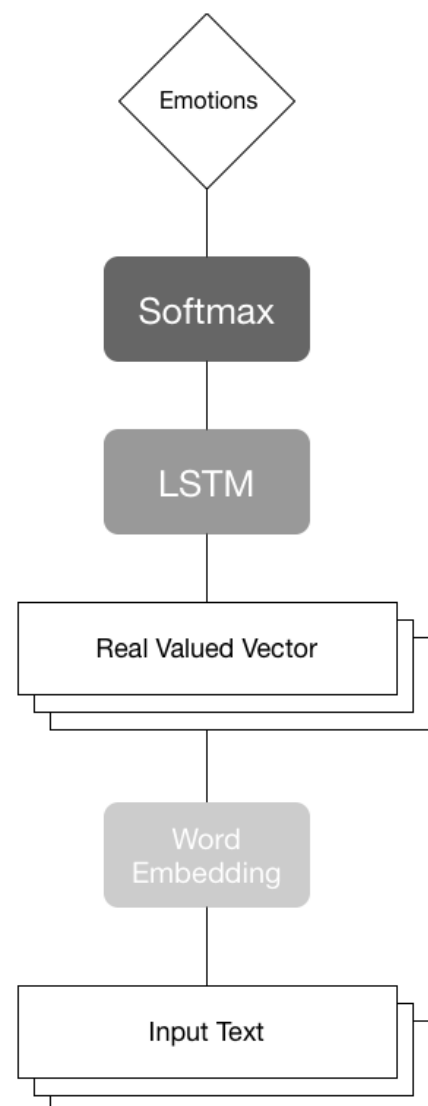 Emotions
Softmax
LSTM
Real Valued Vector
Word
Embedding
Input Text